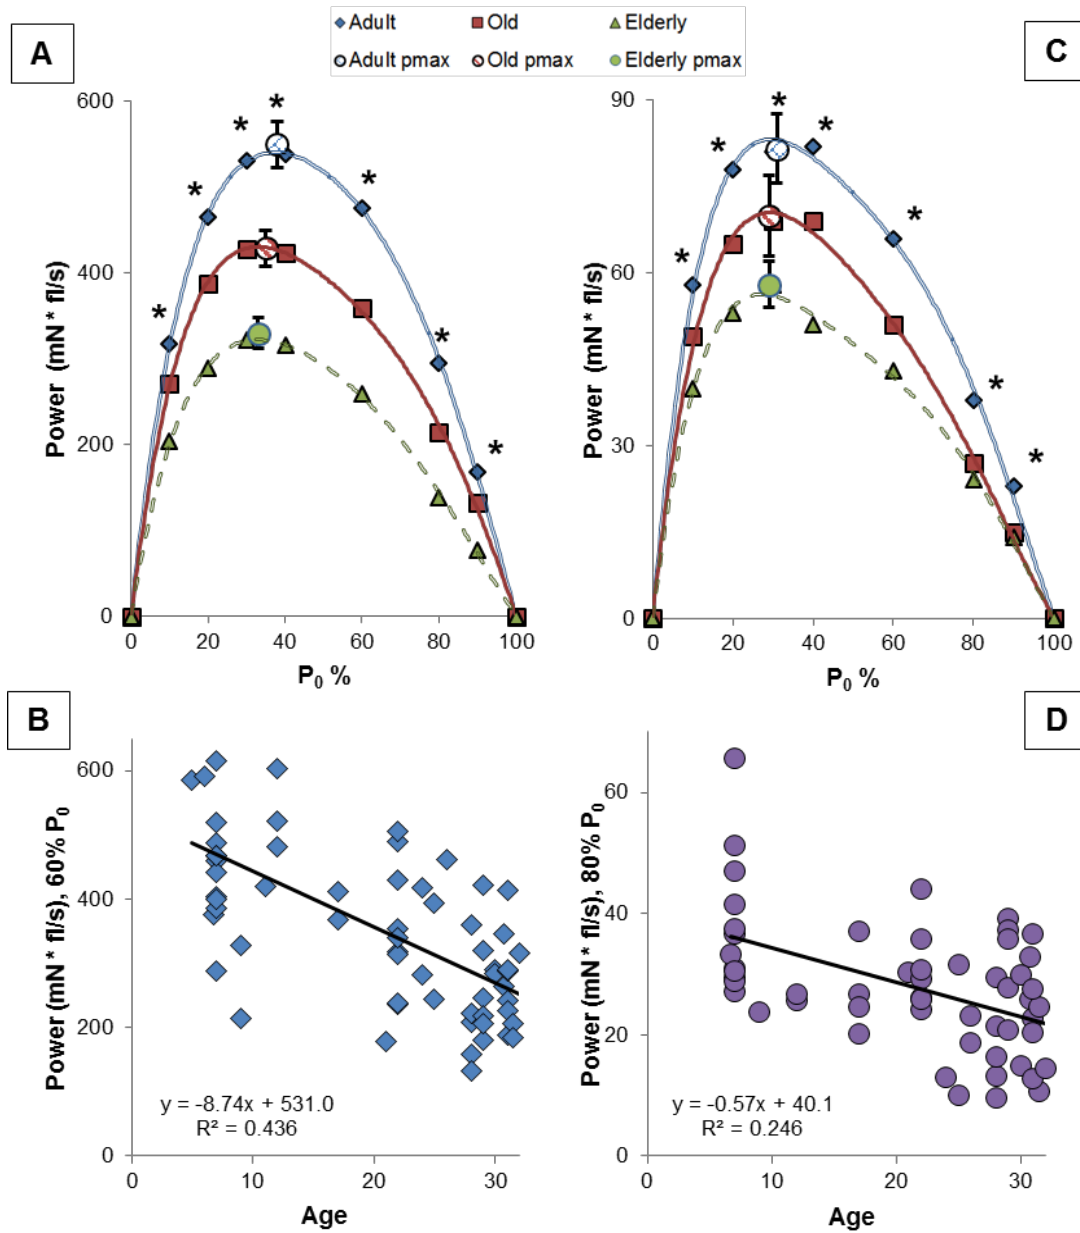 Adult Old Elderly
Adult pmax Old pmax Elderly pmax
A
600
400
200
0
0 20 40 60 80 100
Power (mN * fl/s)
P0 %
* * * * * * *
C
90
60
30
0
0 20 40 60 80 100
Power (mN * fl/s)
P0 %
* * * * * * *
B
600
400
200
0
0 10 20 30
Power (mN * fl/s), 60% P0
Age
y = -8.74x + 531.0
R² = 0.436
D
60
40
20
0
0 10 20 30
Power (mN * fl/s), 80% P0
Age
y = -0.57x + 40.1
R² = 0.246